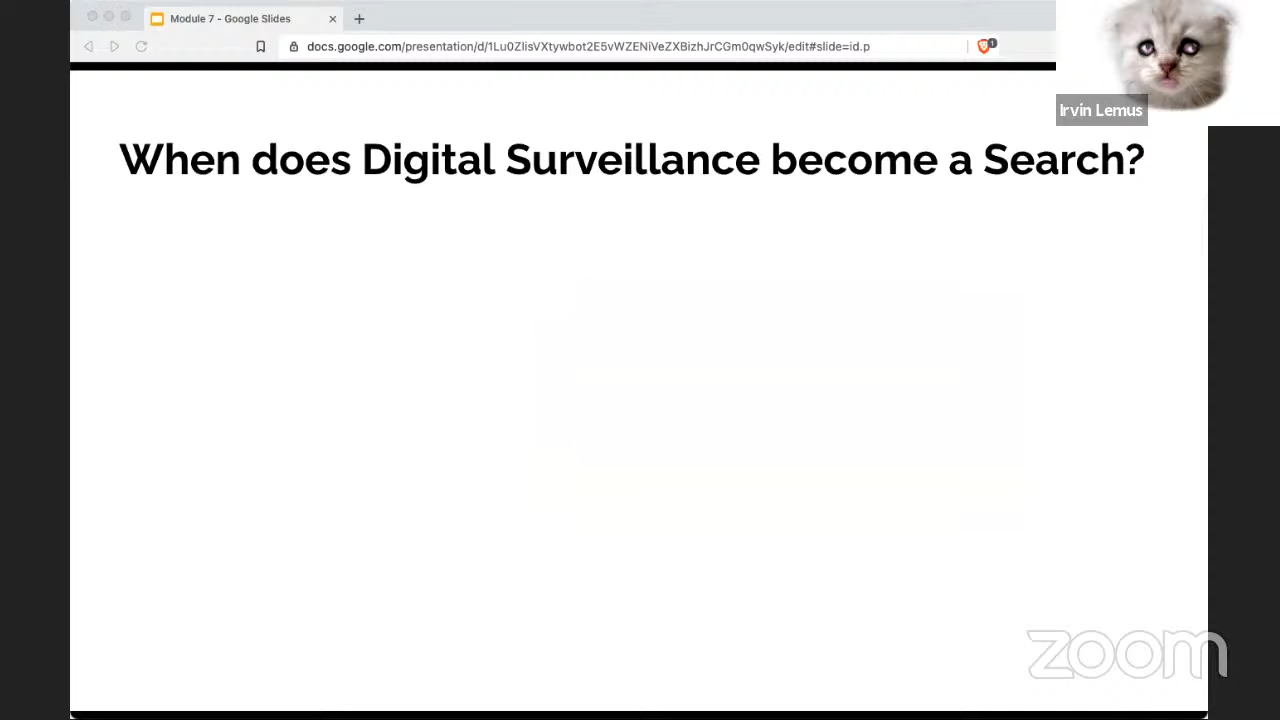 Module 7 - Google Slides
docs.google.com/presentation/d/1Lu0ZlisVXtywbot2E5vWZENiVeZXBizhJrCGm0qwSyk/edit#slide=id.p
1
Irvin Lemus
When does Digital Surveillance become a Search?
zoom